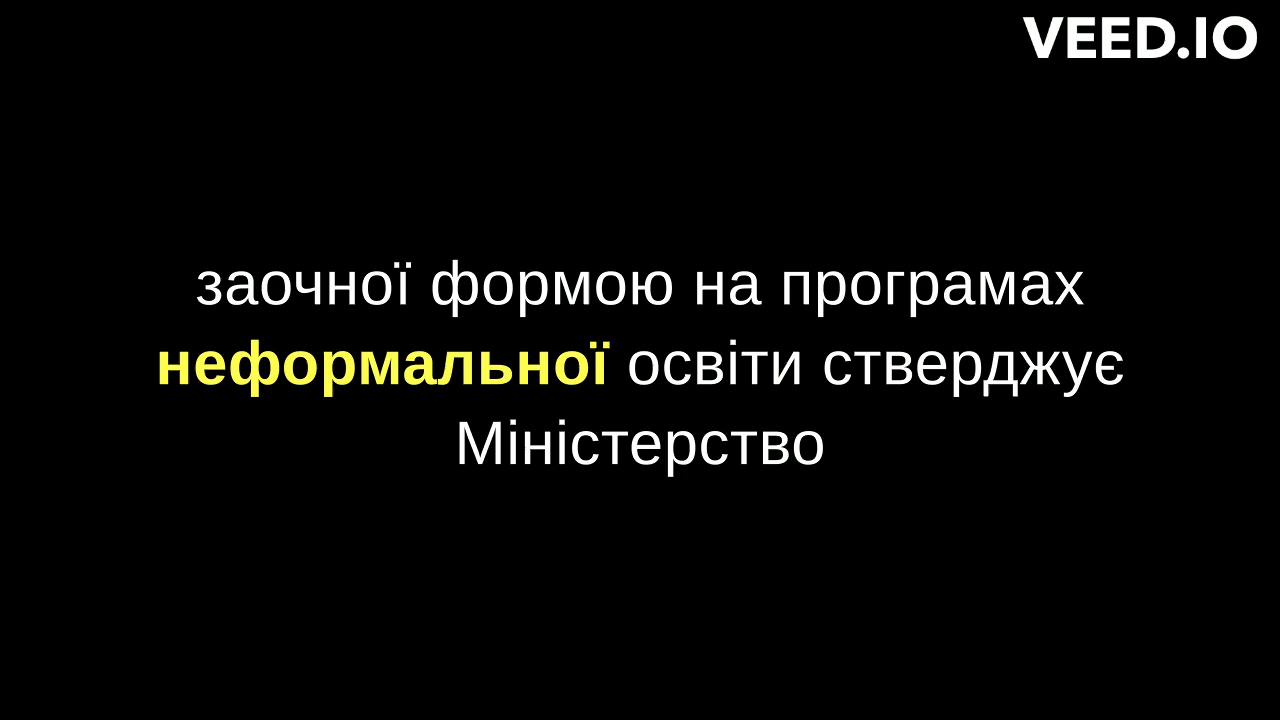 VEED.IO
заочної формою на програмах
неформальної освіти стверджує
Міністерство